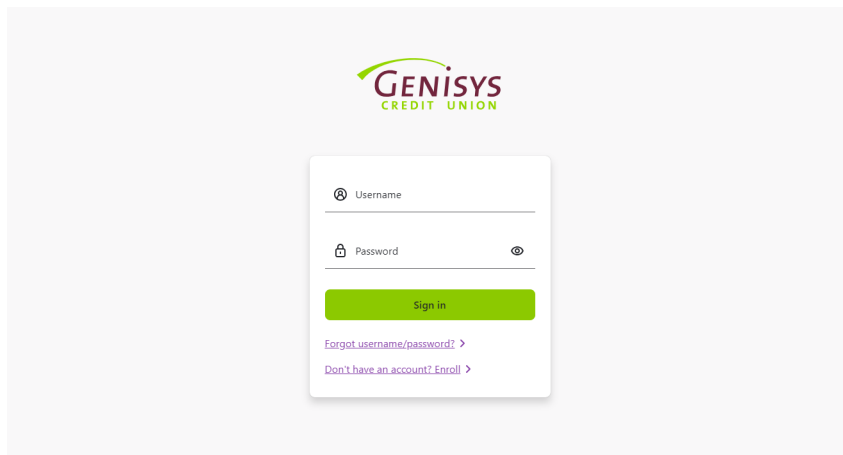 GENiSYS
CREDIT UNION
Username
Password
Sign in
Forgot username/password?
Don't have an account? Enroll